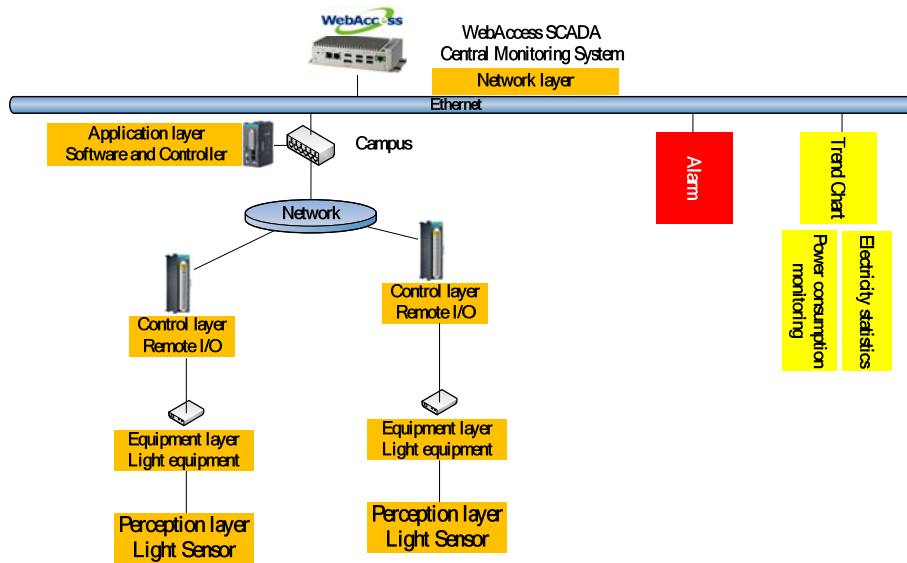 WebAccess
WebAccess SCADA
Central Monitoring System
Network layer
Ethernet
Application layer
Software and Controller
Campus
Alarm
Trend Chart
Network
Power consumption
monitoring
Electricity statistics
Control layer
Remote I/O
Control layer
Remote I/O
Equipment layer
Light equipment
Equipment layer
Light equipment
Perception layer
Light Sensor
Perception layer
Light Sensor